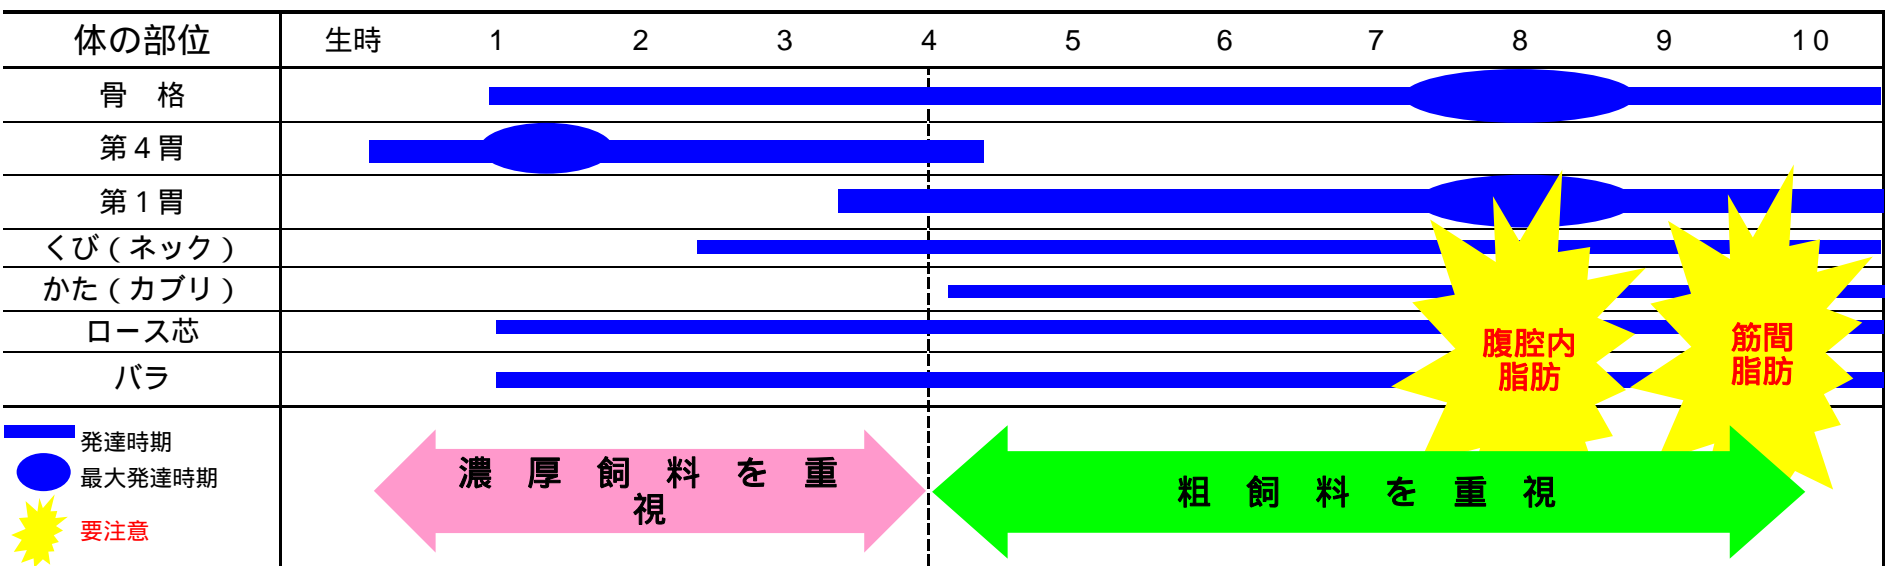 体の部位 生時 1 2 3 4 5 6 7 8 9 10
骨 格
第4胃
第1胃
くび(ネック)
かた(カブリ)
ロース芯
バラ
腹腔内
脂肪
筋間
脂肪
発達時期
最大発達時期
要注意
濃厚飼料を重
視
粗飼料を重視